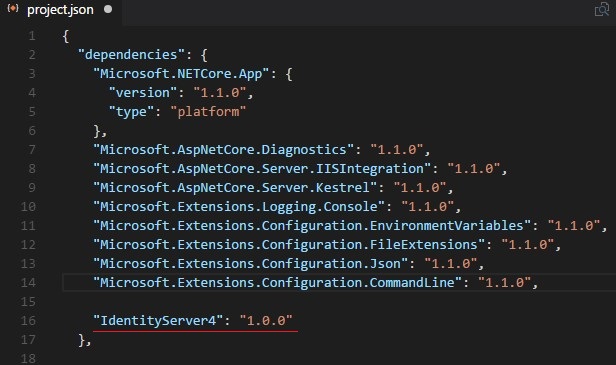 project.json
1 {
2 "dependencies": {
3 "Microsoft.NETCore.App": {
4 "version": "1.1.0",
5 "type": "platform"
6 },
7 "Microsoft.AspNetCore.Diagnostics": "1.1.0",
8 "Microsoft.AspNetCore.Server.IISIntegration": "1.1.0",
9 "Microsoft.AspNetCore.Server.Kestrel": "1.1.0",
10 "Microsoft.Extensions.Logging.Console": "1.1.0",
11 "Microsoft.Extensions.Configuration.EnvironmentVariables": "1.1.0",
12 "Microsoft.Extensions.Configuration.FileExtensions": "1.1.0",
13 "Microsoft.Extensions.Configuration.Json": "1.1.0",
14 "Microsoft.Extensions.Configuration.CommandLine": "1.1.0",
15
16 "IdentityServer4": "1.0.0"
17 },
18